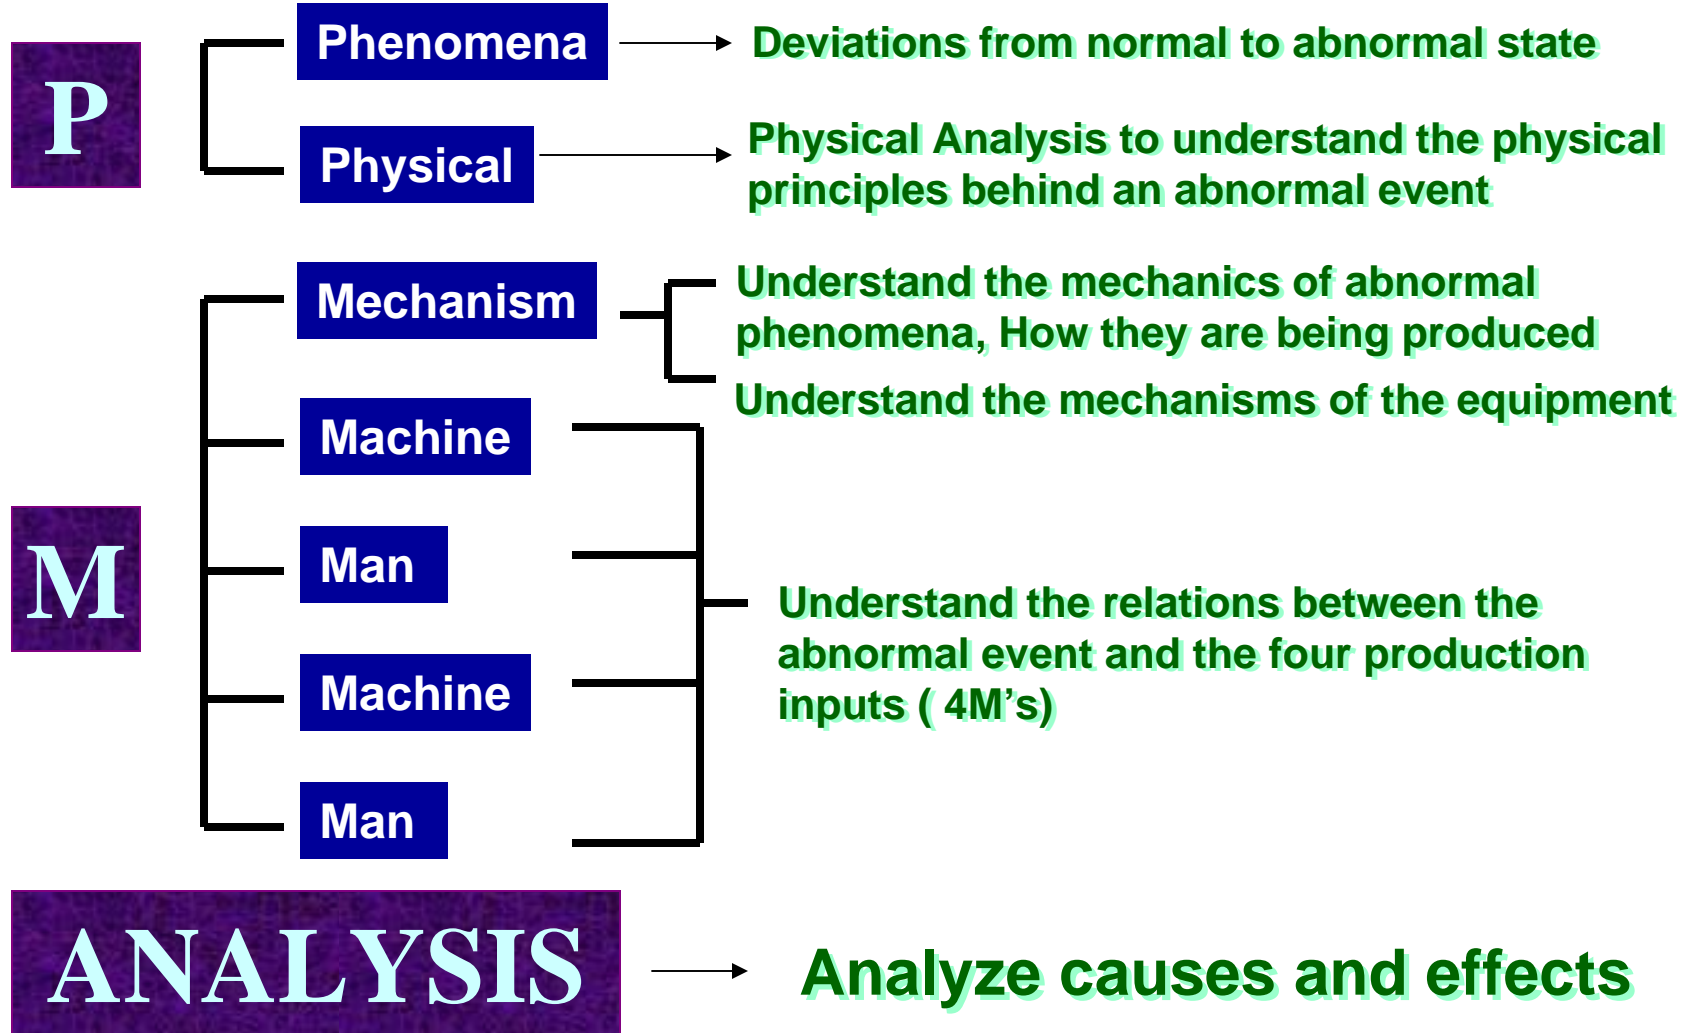 P
Phenomena
Deviations from normal to abnormal state
Physical
Physical Analysis to understand the physical
principles behind an abnormal event
M
Mechanism
Understand the mechanics of abnormal
phenomena, How they are being produced
Understand the mechanisms of the equipment
Machine
Man
Machine
Man
Understand the relations between the
abnormal event and the four production
inputs ( 4M’s)
ANALYSIS
Analyze causes and effects